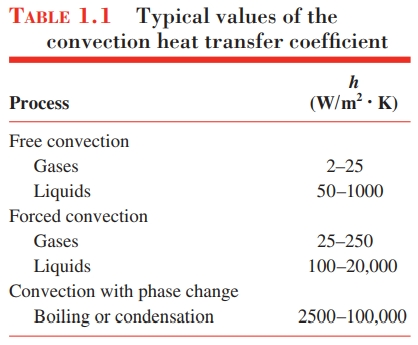 TABLE 1.1 Typical values of the
convection heat transfer coefficient
h
Process (W/m² · K)
Free convection
Gases 2–25
Liquids 50–1000
Forced convection
Gases 25–250
Liquids 100–20,000
Convection with phase change
Boiling or condensation 2500–100,000